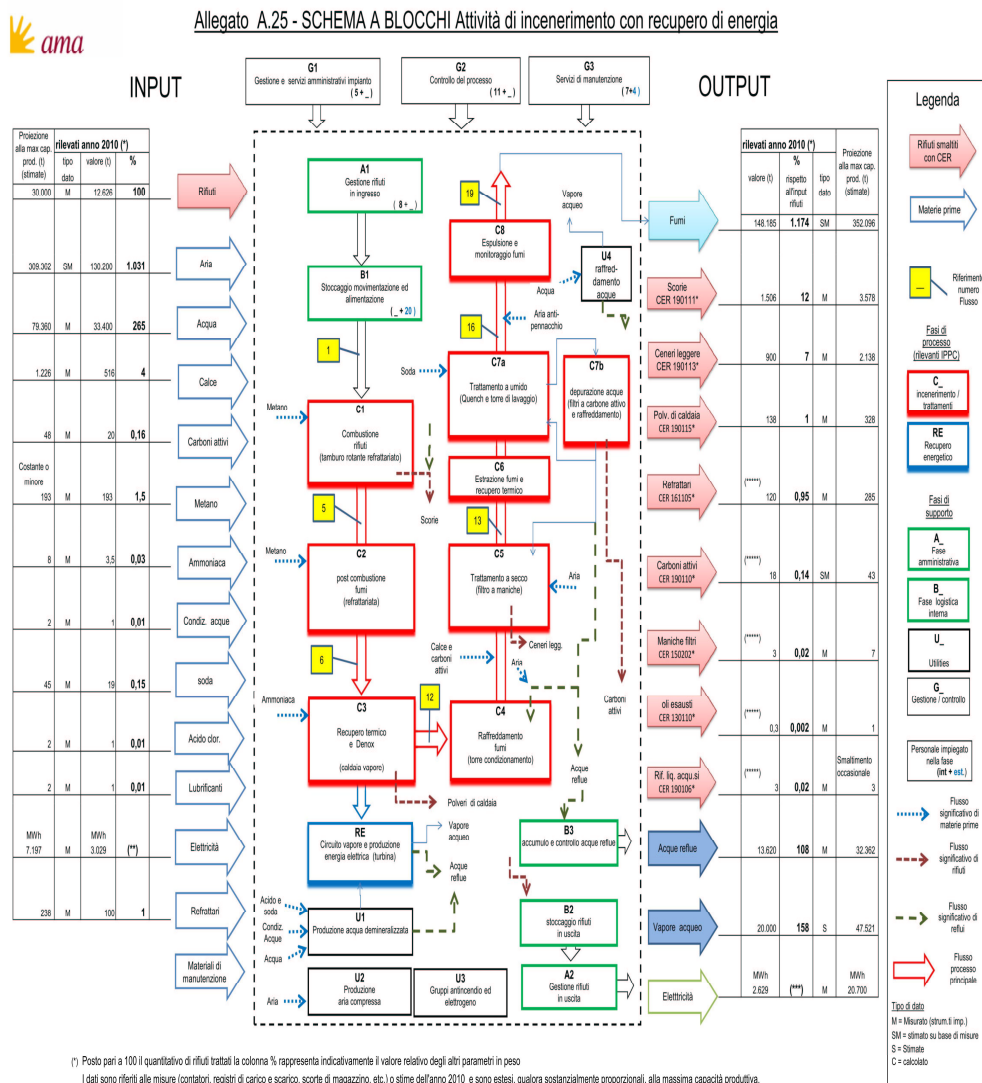 Allegato A.25 - SCHEMA A BLOCCHI Attività di incenerimento con recupero di energia
ama
INPUT
G1
Gestione e servizi amministrativi impianto
( 5 + _ )
G2
Controllo del processo
( 11 + _ )
G3
Servizi di manutenzione
( 7+4 )
OUTPUT
Proiezione
alla max cap.
prod. (t)
(stimate)
rilevati anno 2010 (*)
tipo
dato
valore (t)
%
30.000 M 12.626 100
309.362 SM 130.200 1.031
79.360 M 33.400 265
1.226 M 516 4
48 M 20 0,16
Costante o
minore
193 M 193 1,5
8 M 3,5 0,03
2 M 1 0,01
45 M 19 0,15
2 M 1 0,01
2 M 1 0,01
MWh MWh
7.197 M 3.029 (**)
238 M 100 1
Rifiuti
Aria
Acqua
Calce
Carboni attivi
Metano
Ammoniaca
Condiz. acque
soda
Acido clor.
Lubrificanti
Elettricità
Refrattari
Materiali di
manutenzione
A1
Gestione rifiuti
in ingresso
( 8 + _ )
B1
Stoccaggio movimentazione ed
alimentazione
( _ + 20 )
1
Metano
C1
Combustione
rifiuti
(tamburo rotante refrattariato)
Scorie
5
Metano
C2
post combustione
fumi
(refrattariata)
6
Ammoniaca
C3
Recupero termico
e Denox
(caldaia vapore)
12
Polveri di caldaia
RE
Circuito vapore e produzione
energia elettrica (turbina)
Vapore
acqueo
Acque
reflue
Acido e
soda
Condiz.
Acque
Acqua
U1
Produzione acqua demineralizzata
Aria
U2
Produzione
aria compressa
U3
Gruppi antincendio ed
elettrogeno
19
C8
Espulsione e
monitoraggio fumi
Vapore
acqueo
U4
raffred-
damento
acque
Acqua
Aria anti-
pennacchio
16
Soda
C7a
Trattamento a umido
(Quench e torre di lavaggio)
C7b
depurazione acque
(filtri a carbone attivo
e raffreddamento)
C6
Estrazione fumi e
recupero termico
13
C5
Trattamento a secco
(filtro a maniche)
Aria
Ceneri legg.
Calce e
carboni
attivi
Aria
C4
Raffreddamento
fumi
(torre condizionamento)
Carboni
attivi
Acque
reflue
B3
accumulo e controllo acque reflue
B2
stoccaggio rifiuti
in uscita
A2
Gestione rifiuti
in uscita
Fumi
Scorie
CER 190111*
Ceneri leggere
CER 190113*
Polv. di caldaia
CER 190115*
Refrattari
CER 161105*
Carboni attivi
CER 190110*
Maniche filtri
CER 150202*
oli esausti
CER 130110*
Rif. liq. acqu.si
CER 190106*
Acque reflue
Vapore acqueo
Eletttricità
rilevati anno 2010 (*)
valore (t)
%
rispetto
all'input
rifiuti
tipo
dato
Proiezione
alla max cap.
prod. (t)
(stimate)
148.185 1.174 SM 352.096
1.506 12 M 3.578
900 7 M 2.138
138 1 M 328
(*****)
120 0,95 M 285
(*****)
18 0,14 SM 43
(*****)
3 0,02 M 7
(*****)
0,3 0,002 M 1
(*****) Smaltimento
occasionale
3 0,02 M 3
13.620 108 M 32.362
20.000 158 S 47.521
MWh MWh
2.629 (***) M 20.700
Legenda
Rifiuti smaltiti
con CER
Materie prime
__
Riferimento
numero
Flusso
Fasi di
processo
(rilevanti IPPC)
C_
incenerimento /
trattamenti
RE
Recupero
energetico
Fasi di
supporto
A_
Fase
amministrativa
B_
Fase logistica
interna
U_
Utilities
G_
Gestione / controllo
Personale impiegato
nella fase
(int + est.)
Flusso
significativo di
materie prime
Flusso
significativo di
rifiuti
Flusso
significativo di
reflui
Flusso
processo
principale
Tipo di dato
M = Misurato (strum.ti imp.)
SM = stimato su base di misure
S = Stimate
C = calcolato
(*) Posto pari a 100 il quantitativo di rifiuti trattati la colonna % rappresenta indicativamente il valore relativo degli altri parametri in peso
I dati sono riferiti alle misure (contatori, registri di carico e scarico, scorte di magazzino, etc.) o stime dell'anno 2010 e sono estesi, qualora sostanzialmente proporzionali, alla massima capacità produttiva.